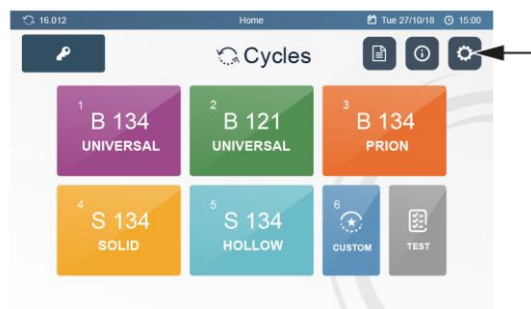 16.012 Home Tue 27/10/18 15:00
Cycles
1 B 134 UNIVERSAL
2 B 121 UNIVERSAL
3 B 134 PRION
4 S 134 SOLID
5 S 134 HOLLOW
6 CUSTOM
TEST